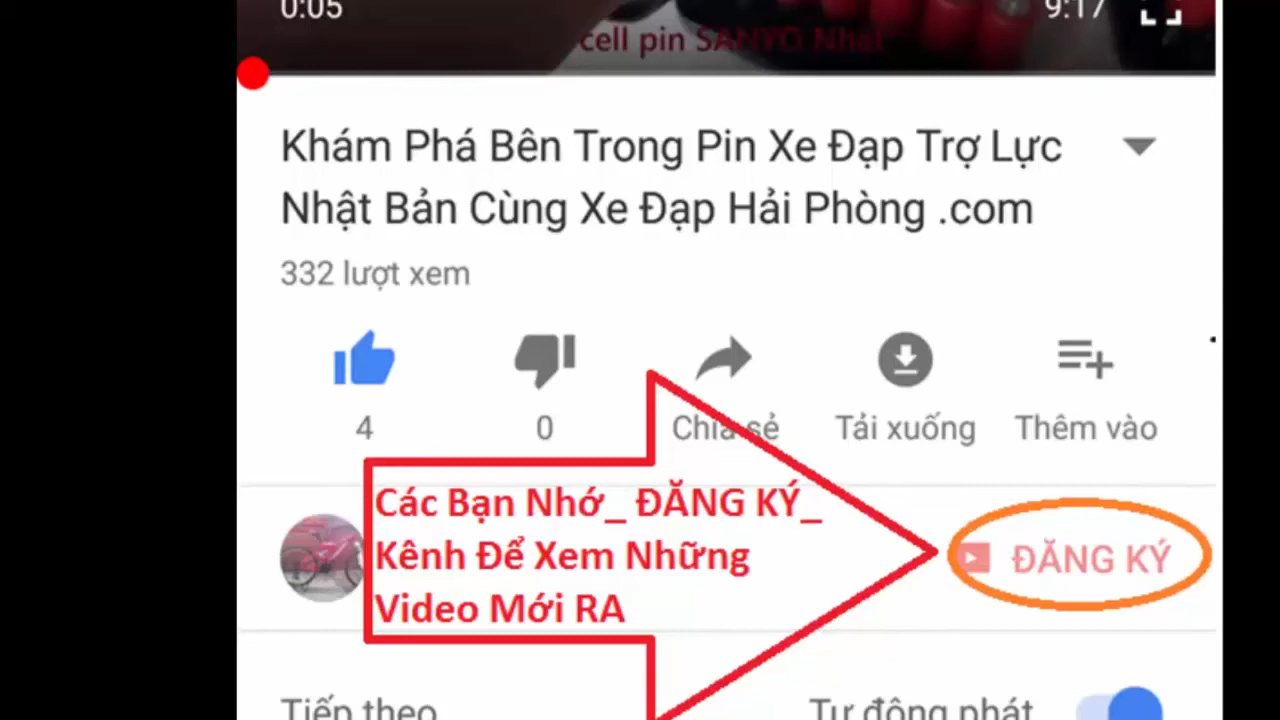 0:05
9:17
cell pin SANYO Nhật
Khám Phá Bên Trong Pin Xe Đạp Trợ Lực
Nhật Bản Cùng Xe Đạp Hải Phòng .com
332 lượt xem
4
0
Chia sẻ
Tải xuống
Thêm vào
Các Bạn Nhớ_ ĐĂNG KÝ_
Kênh Để Xem Những
Video Mới RA
ĐĂNG KÝ
Tiếp theo
Tự động phát